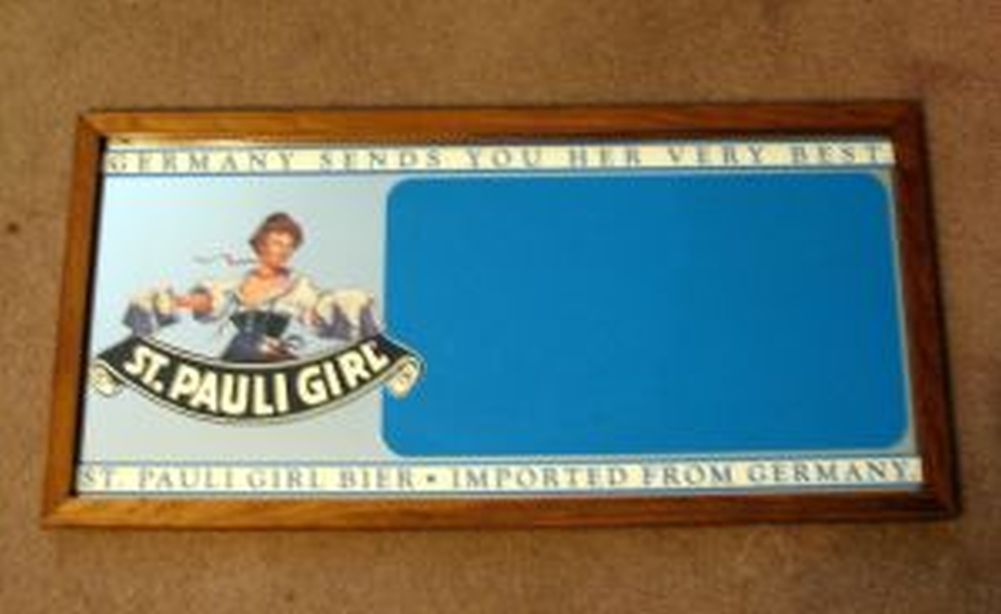 GERMANY SENDS YOU HER VERY BEST
ST. PAULI GIRL
ST. PAULI GIRL BIER • IMPORTED FROM GERMANY